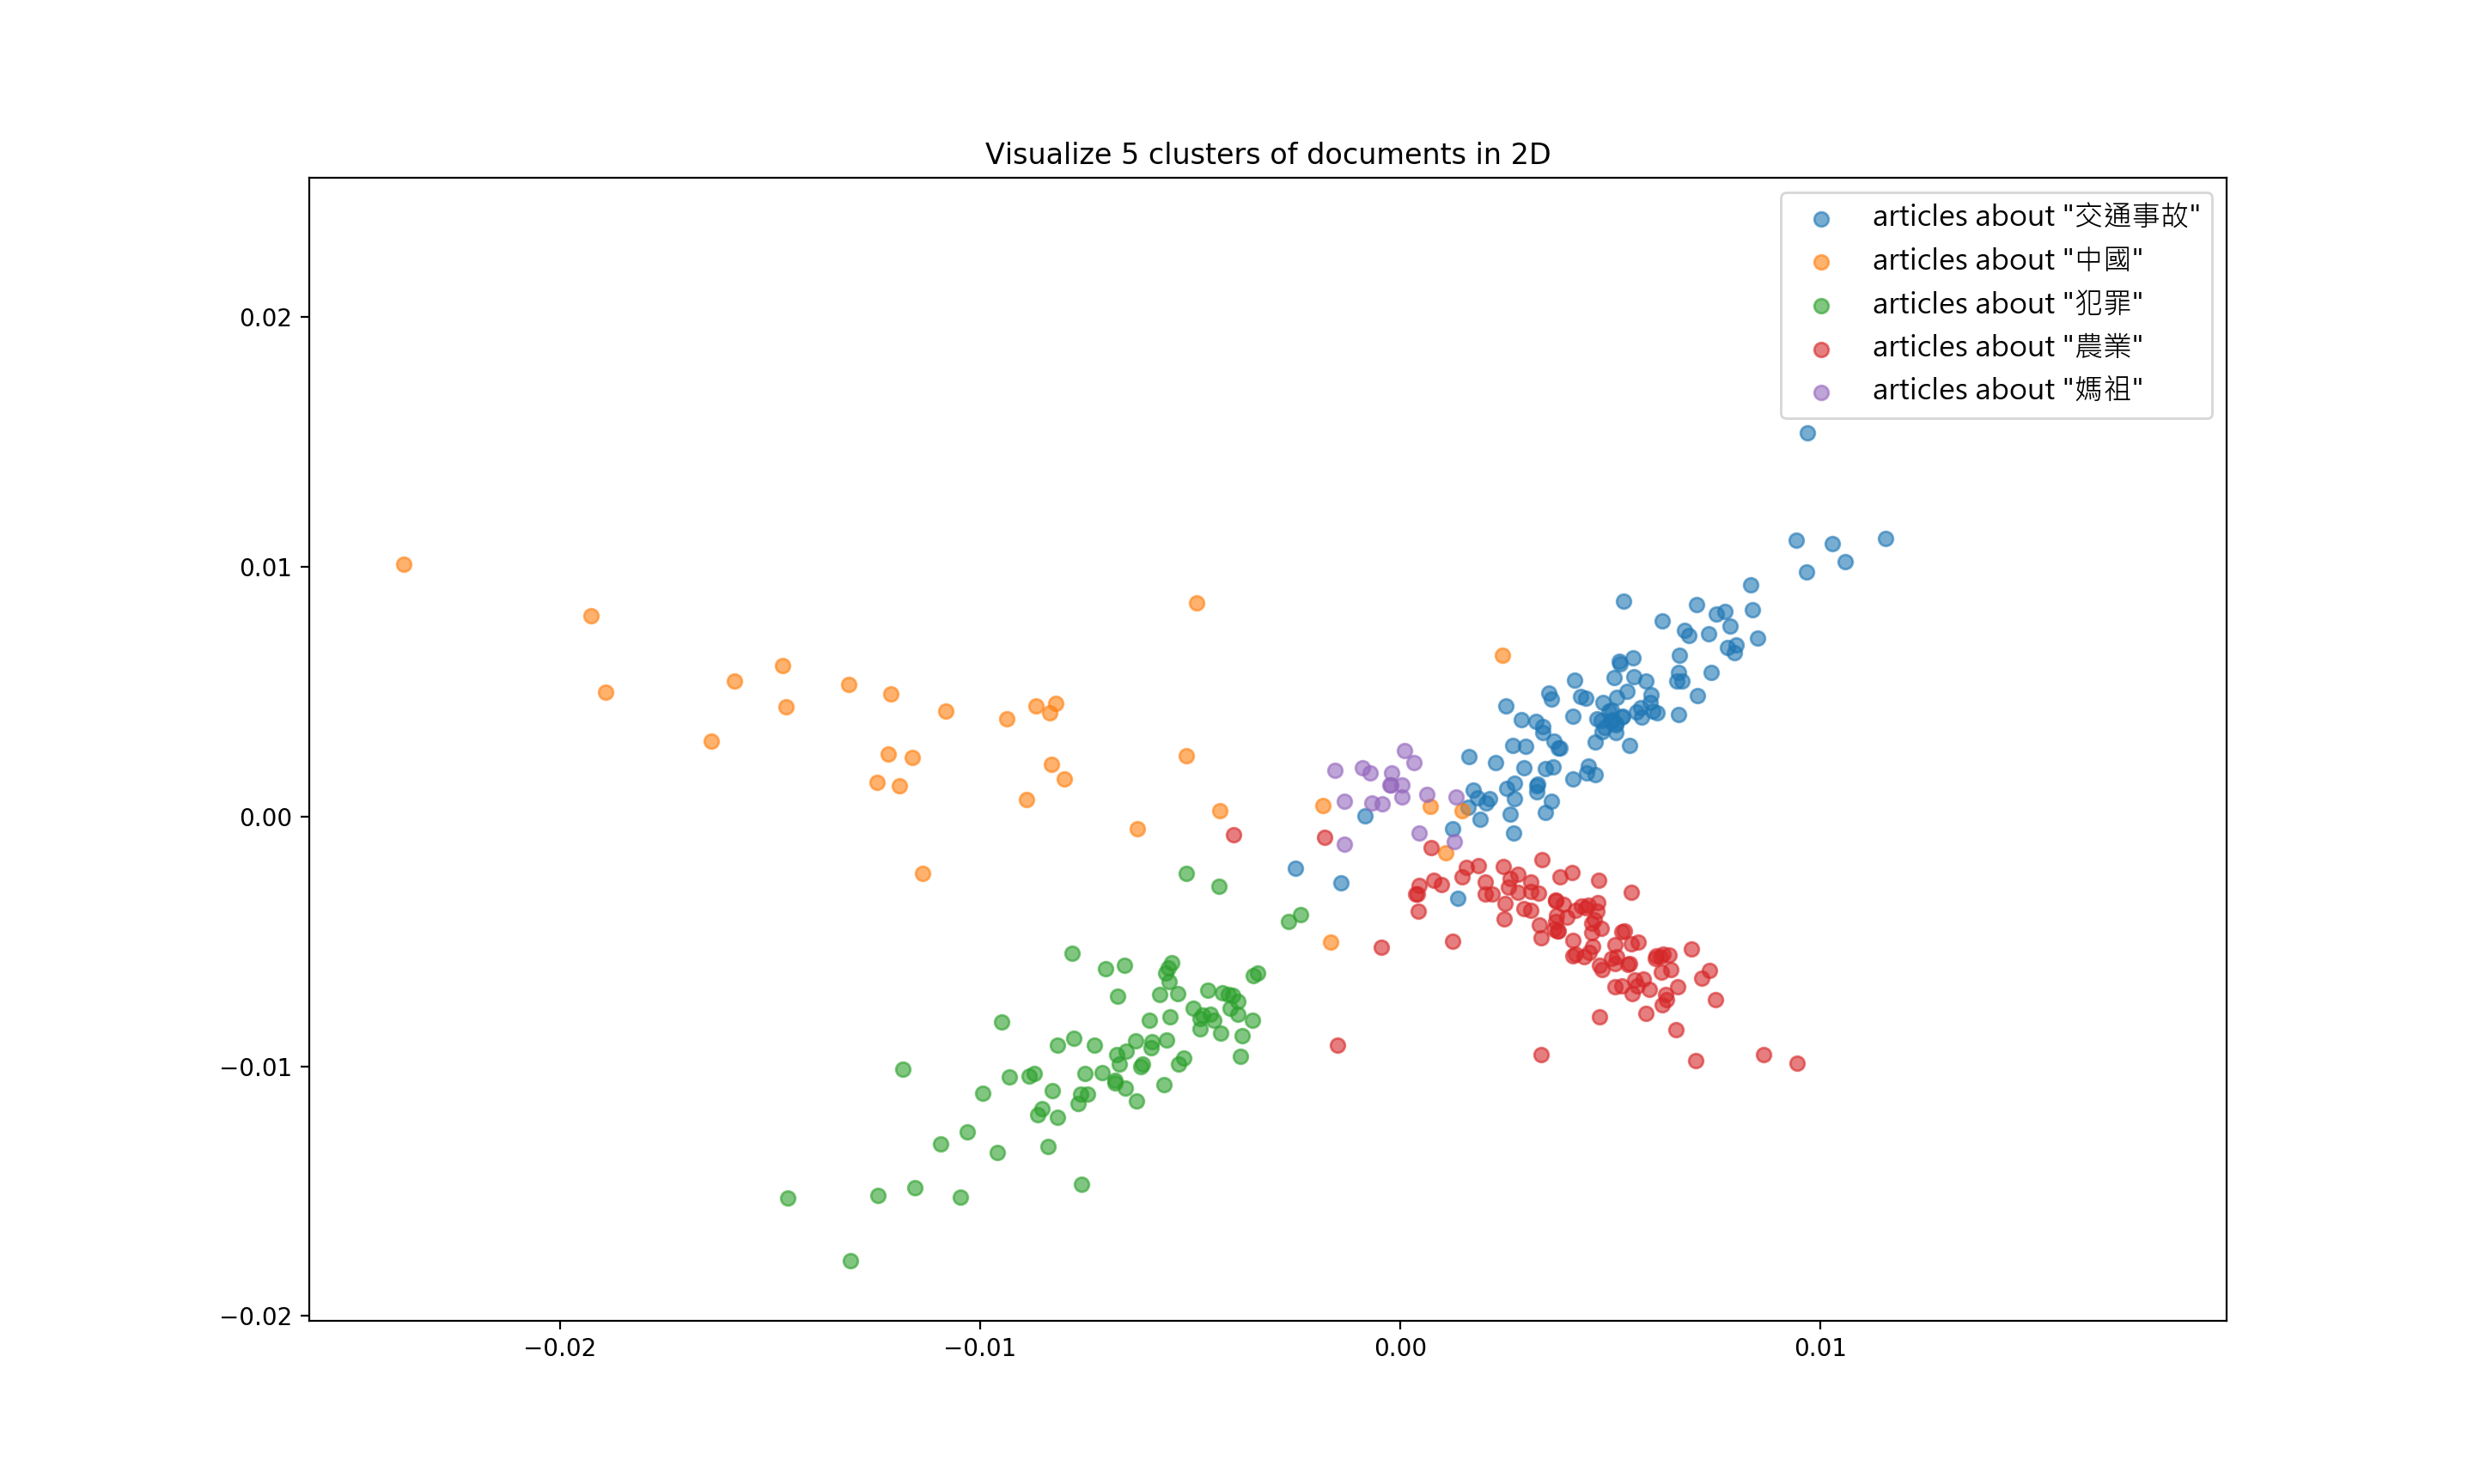 Visualize 5 clusters of documents in 2D
articles about "交通事故"
articles about "中國"
articles about "犯罪"
articles about "農業"
articles about "媽祖"
0.02
0.01
0.00
−0.01
−0.02
−0.02
−0.01
0.00
0.01